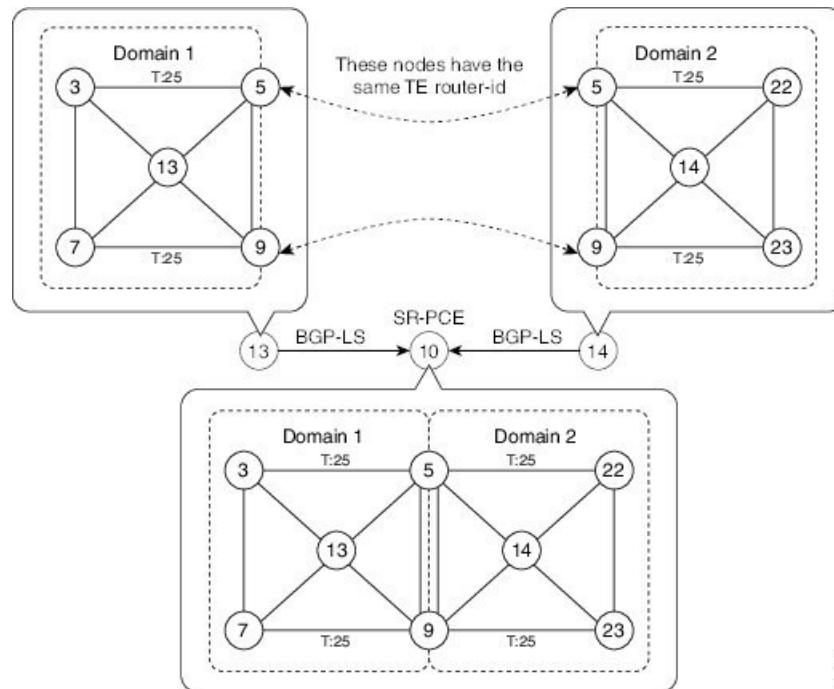 Domain 1
T:25
3
5
13
7
9
T:25
These nodes have the
same TE router-id
Domain 2
T:25
5
22
14
9
23
T:25
SR-PCE
13
BGP-LS
10
BGP-LS
14
Domain 1
Domain 2
T:25
T:25
3
5
22
13
14
7
9
23
T:25
T:25